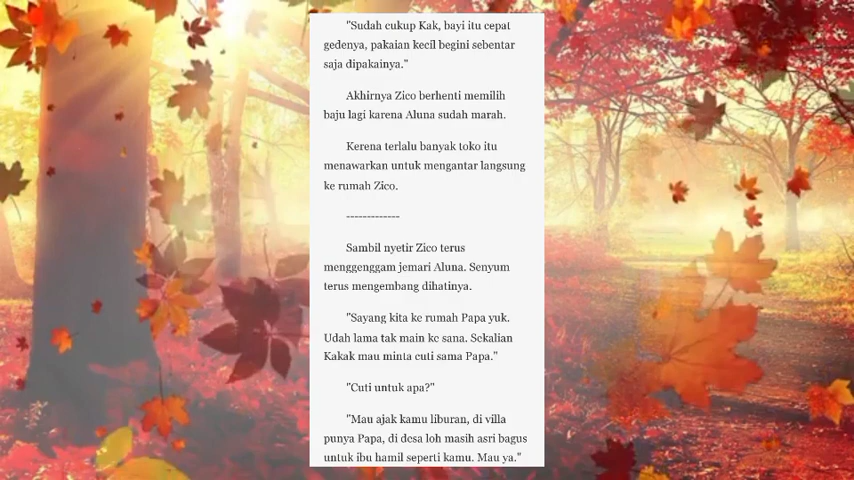 "Sudah cukup Kak, bayi itu cepat
gedenya, pakaian kecil begini sebentar
saja dipakainya."
Akhirnya Zico berhenti memilih
baju lagi karena Aluna sudah marah.
Kerena terlalu banyak toko itu
menawarkan untuk mengantar langsung
ke rumah Zico.
-------------
Sambil nyetir Zico terus
menggenggam jemari Aluna. Senyum
terus mengembang dihatinya.
"Sayang kita ke rumah Papa yuk.
Udah lama tak main ke sana. Sekalian
Kakak mau minta cuti sama Papa."
"Cuti untuk apa?"
"Mau ajak kamu liburan, di villa
punya Papa, di desa loh masih asri bagus
untuk ibu hamil seperti kamu. Mau ya."